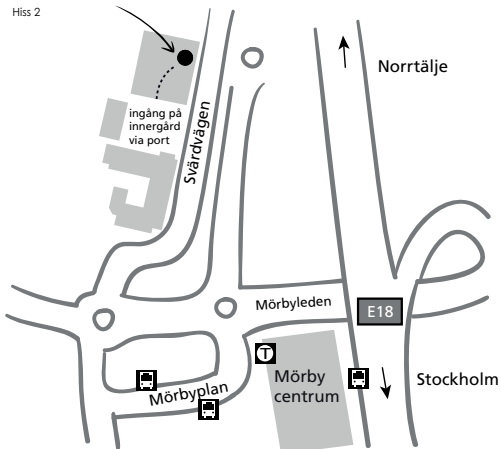 Hiss 2
Norrtälje
ingång på
innergård
via port
Svärdvägen
Mörbyleden
E18
T
Mörby
centrum
Stockholm
Mörbyplan